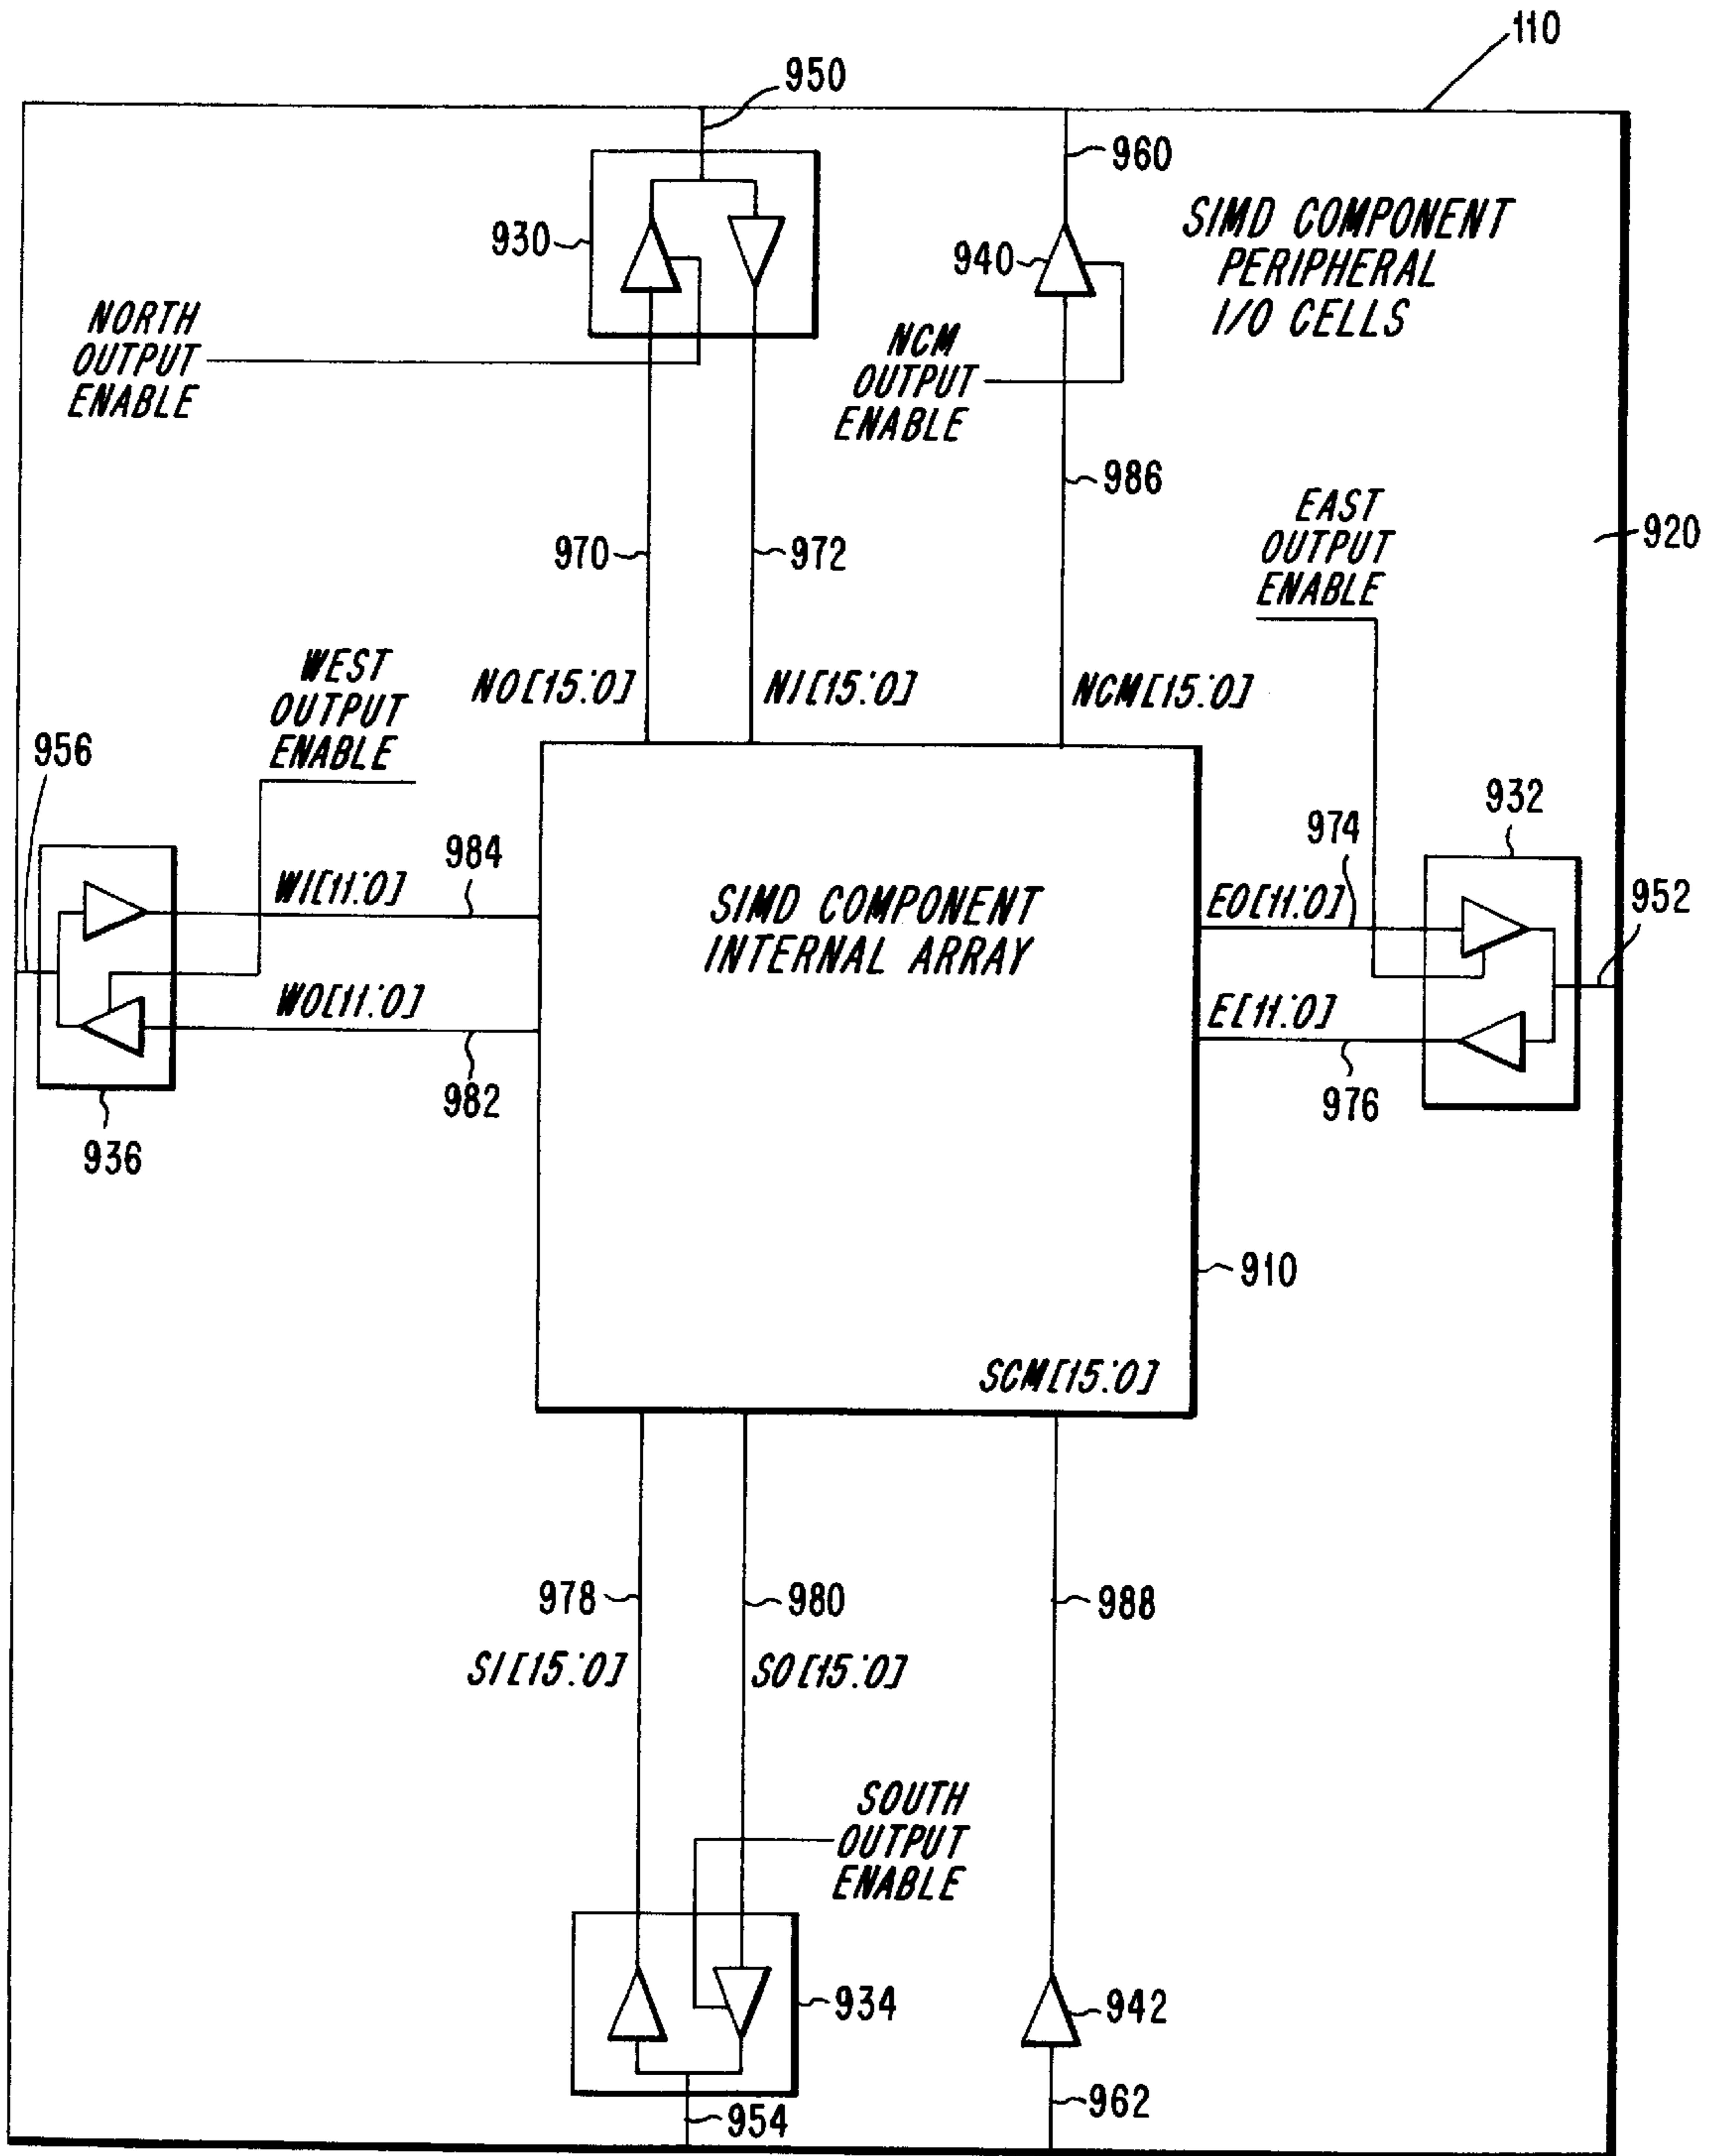 110
950
960
SIMD COMPONENT
PERIPHERAL
I/O CELLS
930
940
NORTH
OUTPUT
ENABLE
NCM
OUTPUT
ENABLE
986
EAST
OUTPUT
ENABLE
920
970
972
WEST
OUTPUT
ENABLE
NO[15:0]
NI[15:0]
NCM[15:0]
956
932
984
974
952
WI[11:0]
EO[11:0]
SIMD COMPONENT
INTERNAL ARRAY
WO[11:0]
E[11:0]
982
976
936
910
SCM[15:0]
978
980
988
SI[15:0]
SO[15:0]
SOUTH
OUTPUT
ENABLE
934
942
954
962